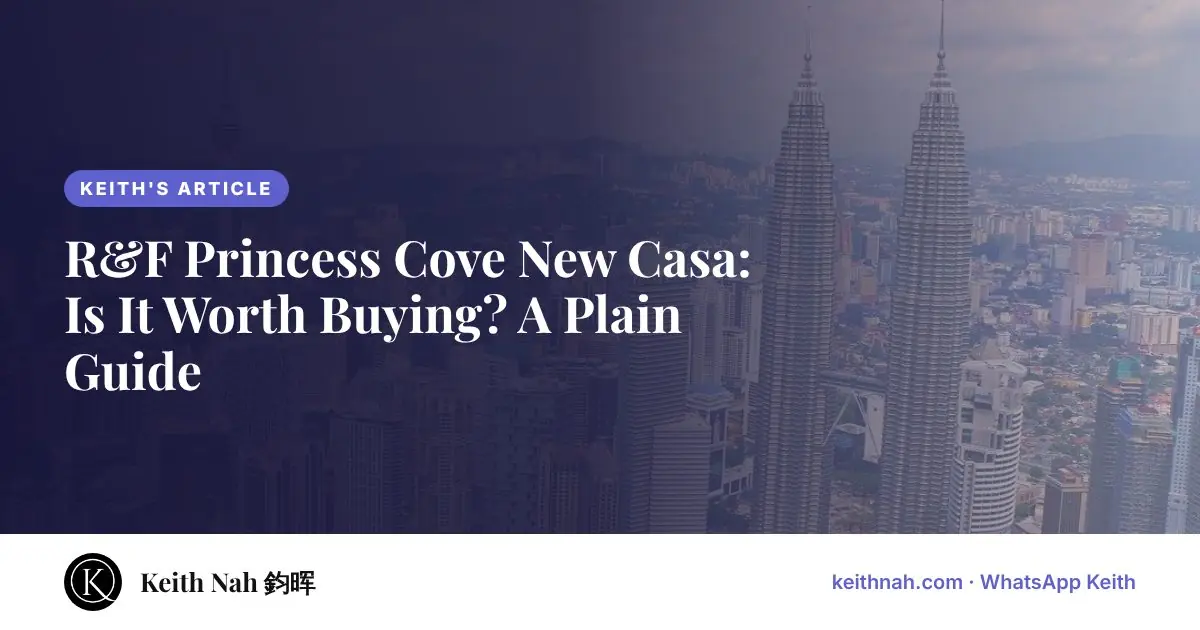 KEITH'S ARTICLE
R&F Princess Cove New Casa:
Is It Worth Buying? A Plain
Guide
K
Keith Nah 鈞晖
keithnah.com · WhatsApp Keith